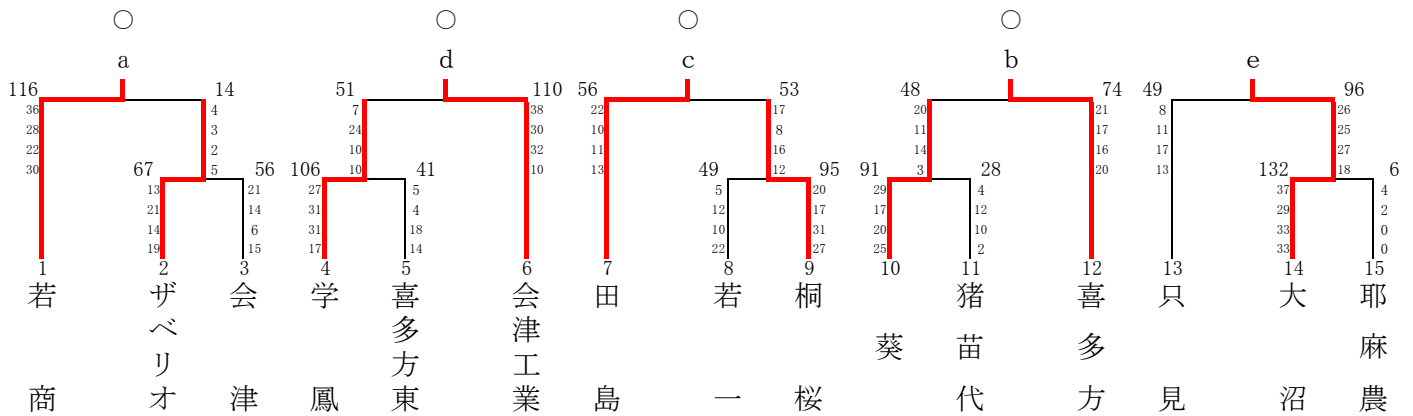 ○ ○ ○ ○
a d c b e
116 14 51 110 56 53 48 74 49 96
36 4 7 38 22 17 20 21 8 26
28 3 24 30 10 8 11 17 11 25
22 2 10 32 11 16 14 16 17 27
30 5 10 10 13 12 3 20 13 18
67 56 106 41 49 95 91 28 132 6
13 21 27 5 5 20 29 4 37 4
21 14 31 4 12 17 17 12 29 2
14 6 31 18 10 31 20 10 33 0
19 15 17 14 22 27 25 2 33 0
1 2 3 4 5 6 7 8 9 10 11 12 13 14 15
若商
ザベリオ
会津
学鳳
喜多方東
会津工業
田島
若一
桐桜
葵
猪苗代
喜多方
只見
大沼
耶麻農